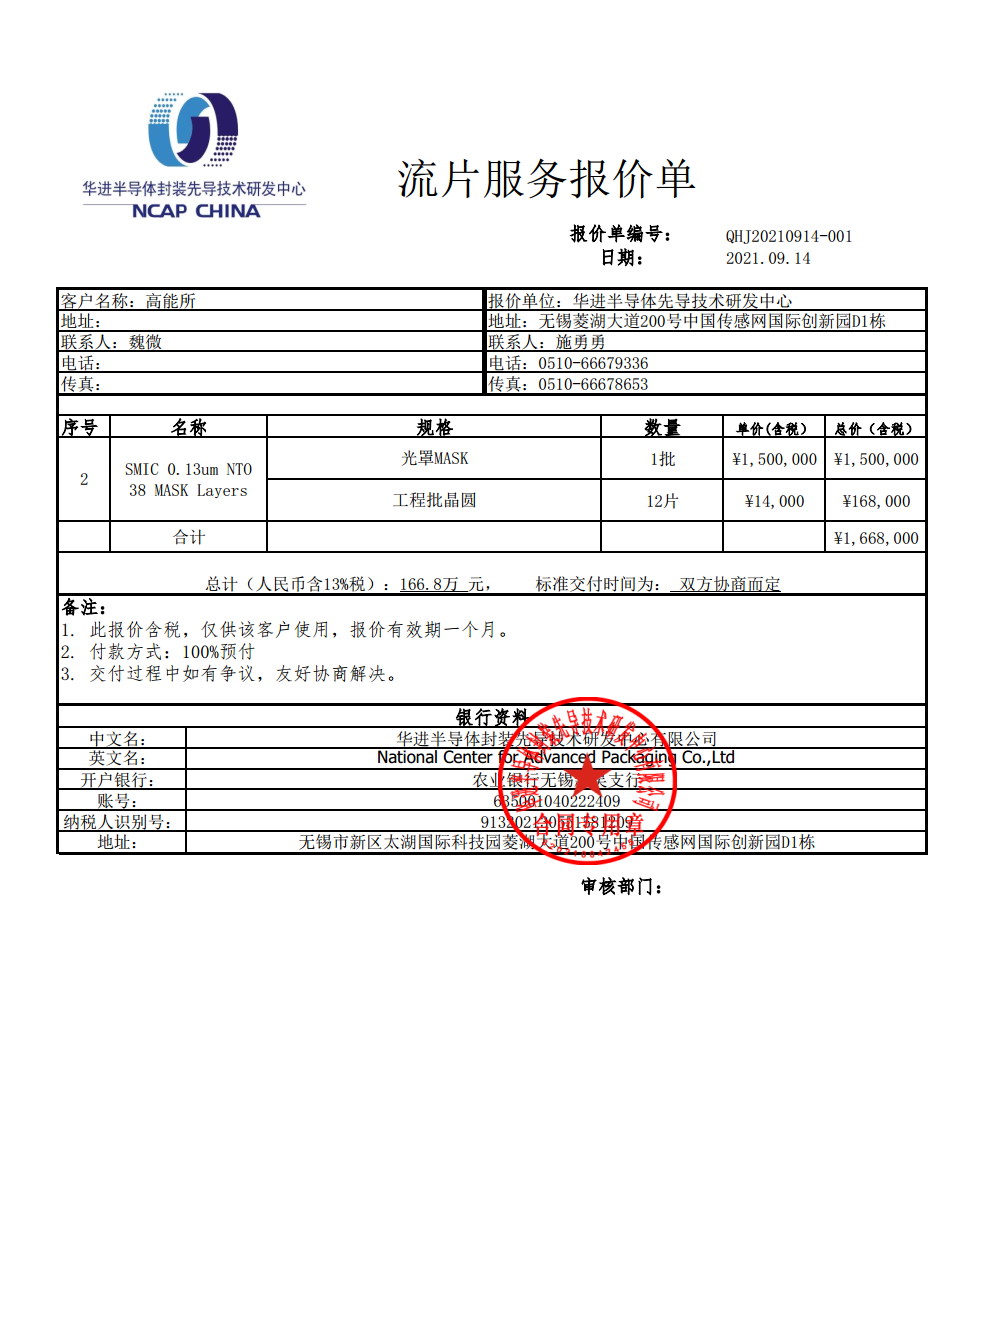 华进半导体封装先导技术研发中心
NCAP CHINA
流片服务报价单
报价单编号： QHJ20210914-001
日期： 2021.09.14
客户名称：高能所 报价单位：华进半导体先导技术研发中心
地址： 地址：无锡菱湖大道200号中国传感网国际创新园D1栋
联系人：魏微 联系人：施勇勇
电话： 电话：0510-66679336
传真： 传真：0510-66678653
序号 名称 规格 数量 单价(含税) 总价（含税）
2 SMIC 0.13um NTO 38 MASK Layers 光罩MASK 1批 ¥1,500,000 ¥1,500,000
工程批晶圆 12片 ¥14,000 ¥168,000
合计 ¥1,668,000
总计（人民币含13%税）：166.8万 元， 标准交付时间为： 双方协商而定
备注：
1. 此报价含税，仅供该客户使用，报价有效期一个月。
2. 付款方式：100%预付
3. 交付过程中如有争议，友好协商解决。
银行资料
中文名： 华进半导体封装先导技术研发中心有限公司
英文名： National Center for Advanced Packaging Co.,Ltd
开户银行： 农业银行无锡 支行
账号： 635001040222409
纳税人识别号：
地址： 无锡市新区太湖国际科技园菱湖大道200号中国传感网国际创新园D1栋
合同专用章
审核部门：